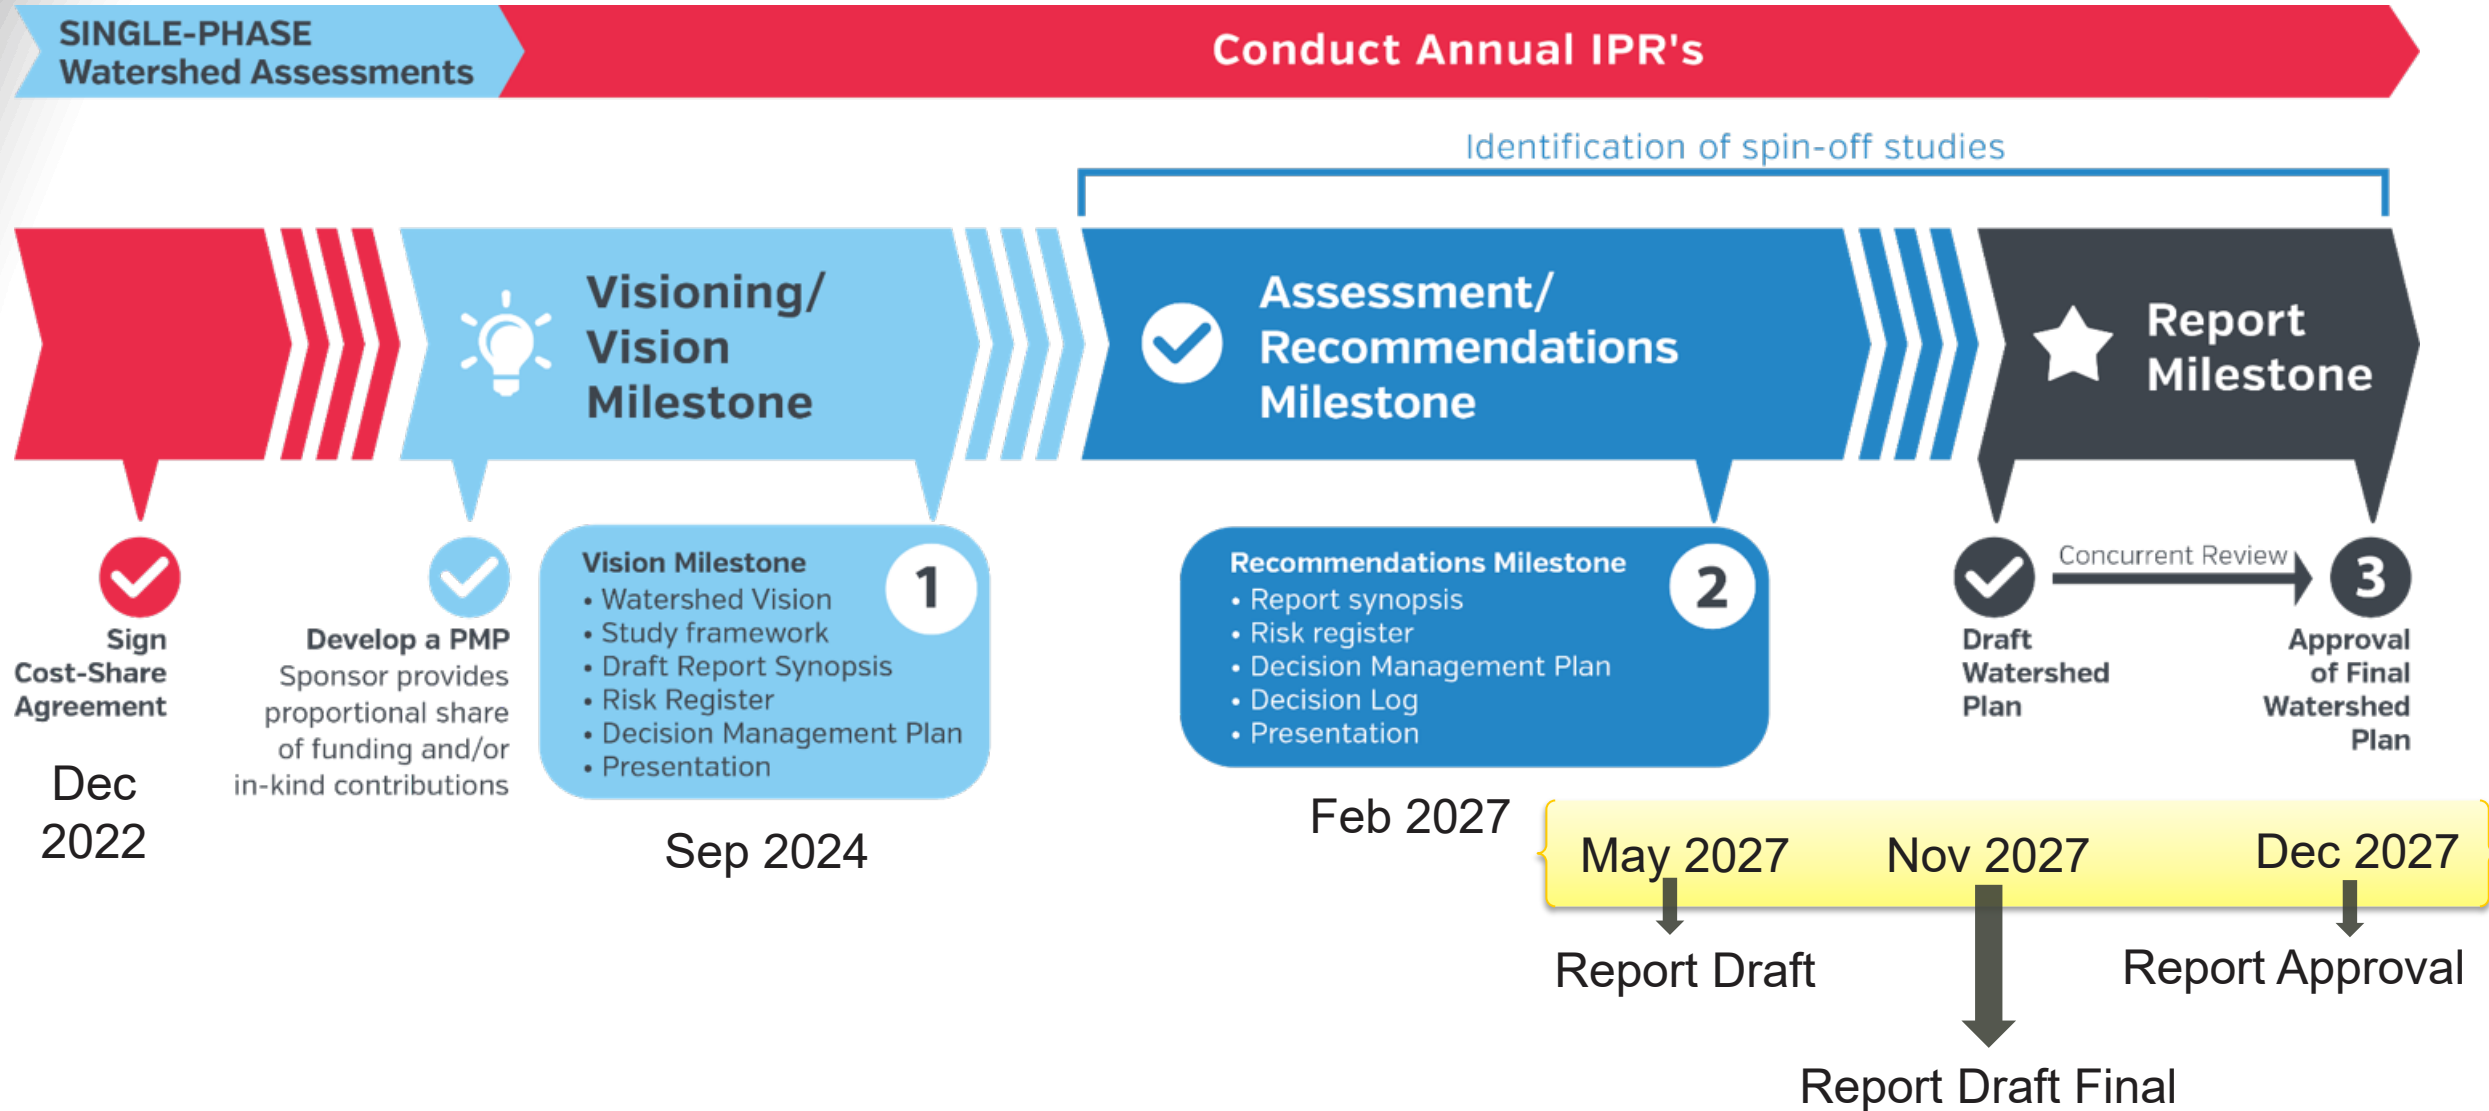 SINGLE-PHASE
Watershed Assessments
Conduct Annual IPR's
Identification of spin-off studies
Visioning/
Vision
Milestone
Assessment/
Recommendations
Milestone
Report
Milestone
Sign
Cost-Share
Agreement
Dec
2022
Develop a PMP
Sponsor provides
proportional share
of funding and/or
in-kind contributions
Vision Milestone
• Watershed Vision
• Study framework
• Draft Report Synopsis
• Risk Register
• Decision Management Plan
• Presentation
1
Sep 2024
Recommendations Milestone
• Report synopsis
• Risk register
• Decision Management Plan
• Decision Log
• Presentation
2
Feb 2027
Draft
Watershed
Plan
Concurrent Review
3
Approval
of Final
Watershed
Plan
May 2027
Nov 2027
Dec 2027
Report Draft
Report Approval
Report Draft Final